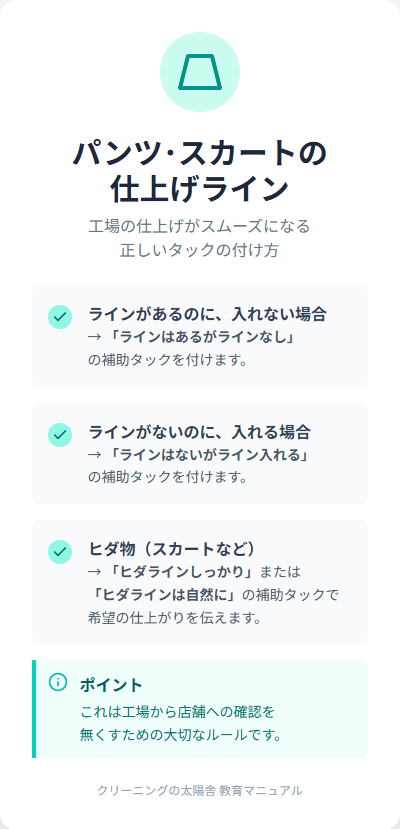 パンツ·スカートの
仕上げライン
工場の仕上げがスムーズになる
正しいタックの付け方
ラインがあるのに、入れない場合
→ 「ラインはあるがラインなし」
の補助タックを付けます。
ラインがないのに、入れる場合
→ 「ラインはないがライン入れる」
の補助タックを付けます。
ヒダ物（スカートなど）
→ 「ヒダラインしっかり」または
「ヒダラインは自然に」の補助タックで
希望の仕上がりを伝えます。
ポイント
これは工場から店舗への確認を
無くすための大切なルールです。
クリーニングの太陽舎 教育マニュアル